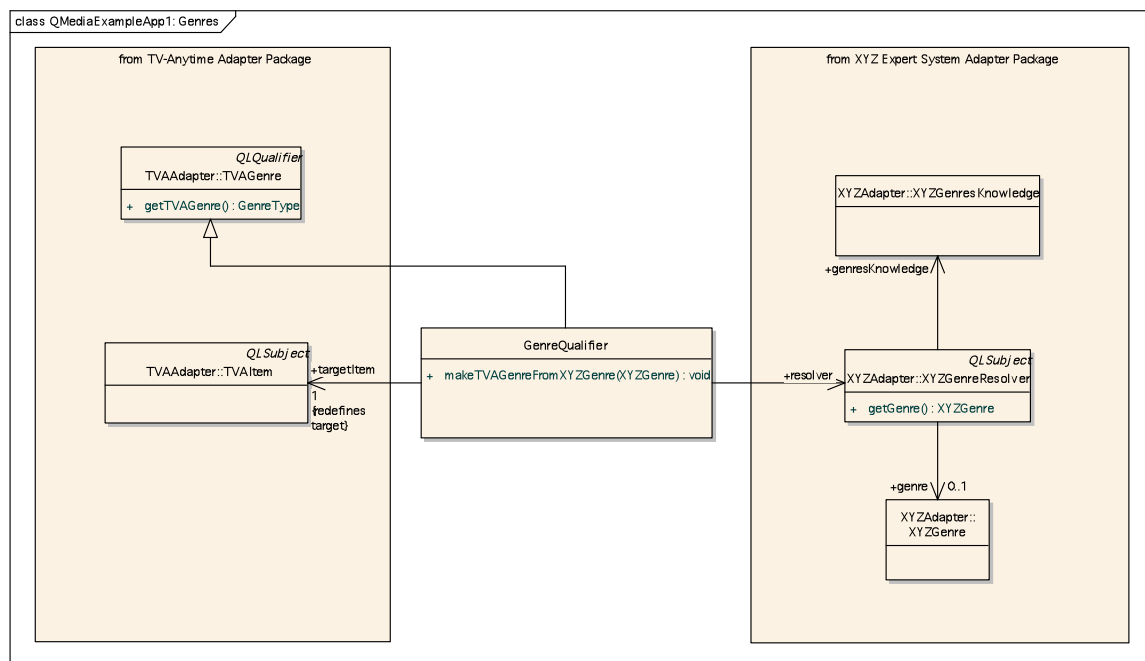 class QMediaExampleApp1: Genres
from TV-Anytime Adapter Package
from XYZ Expert System Adapter Package
QLQualifier
TVAAdapter::TVAGenre
+ getTVAGenre() : GenreType
XYZAdapter::XYZGenresKnowledge
+genresKnowledge
QLSubject
TVAAdapter::TVAItem
+targetItem
1
{redefines
target}
GenreQualifier
+ makeTVAGenreFromXYZGenre(XYZGenre) : void
+resolver
QLSubject
XYZAdapter::XYZGenreResolver
+ getGenre() : XYZGenre
+genre
0..1
XYZAdapter::
XYZGenre